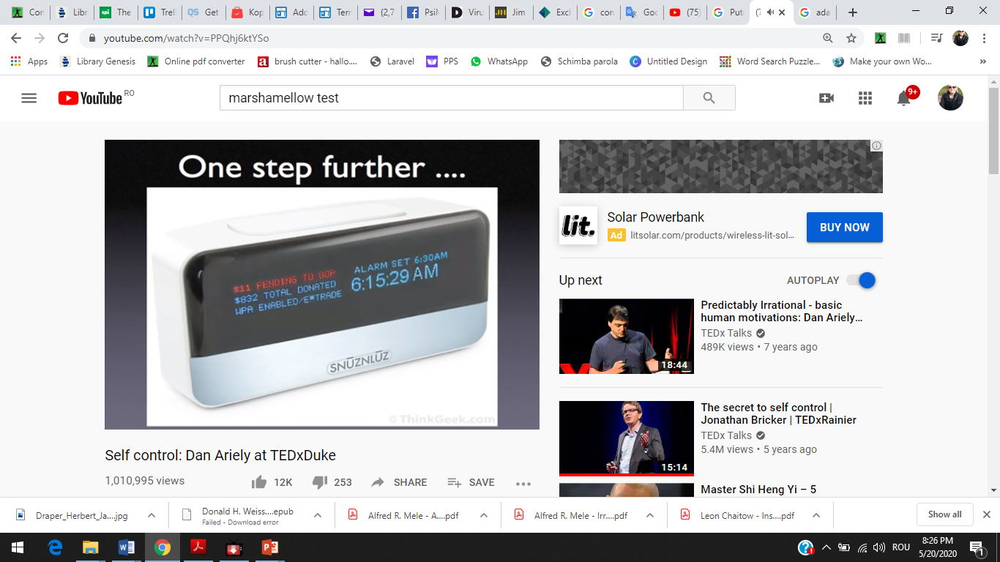 Con
Libr
The
Trell
Get
Kop
Adc
Terr
(2,7
PsiN
Viru
Jim
Excl
con
Goc
(75)
Put
(7
ada
youtube.com/watch?v=PPQhj6ktYSo
Apps
Library Genesis
Online pdf converter
brush cutter - hallo....
Laravel
PPS
WhatsApp
Schimba parola
Untitled Design
Word Search Puzzle...
Make your own Wo...
YouTube RO
marshamellow test
9+
One step further ....
$11 PENDING TO GOP
$832 TOTAL DONATED
WPA ENABLED/E*TRADE
ALARM SET 6:30AM
6:15:29 AM
SNŪZNLŪZ
© ThinkGeek.com
Self control: Dan Ariely at TEDxDuke
1,010,995 views
12K
253
SHARE
SAVE
lit.
Solar Powerbank
Ad litsolar.com/products/wireless-lit-sol...
BUY NOW
Up next
AUTOPLAY
18:44
Predictably Irrational - basic
human motivations: Dan Ariely...
TEDx Talks
489K views • 7 years ago
15:14
The secret to self control |
Jonathan Bricker | TEDxRainier
TEDx Talks
5.4M views • 5 years ago
Master Shi Heng Yi – 5
Draper_Herbert_Ja....jpg
Donald H. Weiss....epub
Failed - Download error
Alfred R. Mele - A....pdf
Alfred R. Mele - Irr....pdf
Leon Chaitow - Ins....pdf
Show all
ROU
8:26 PM
5/20/2020
1